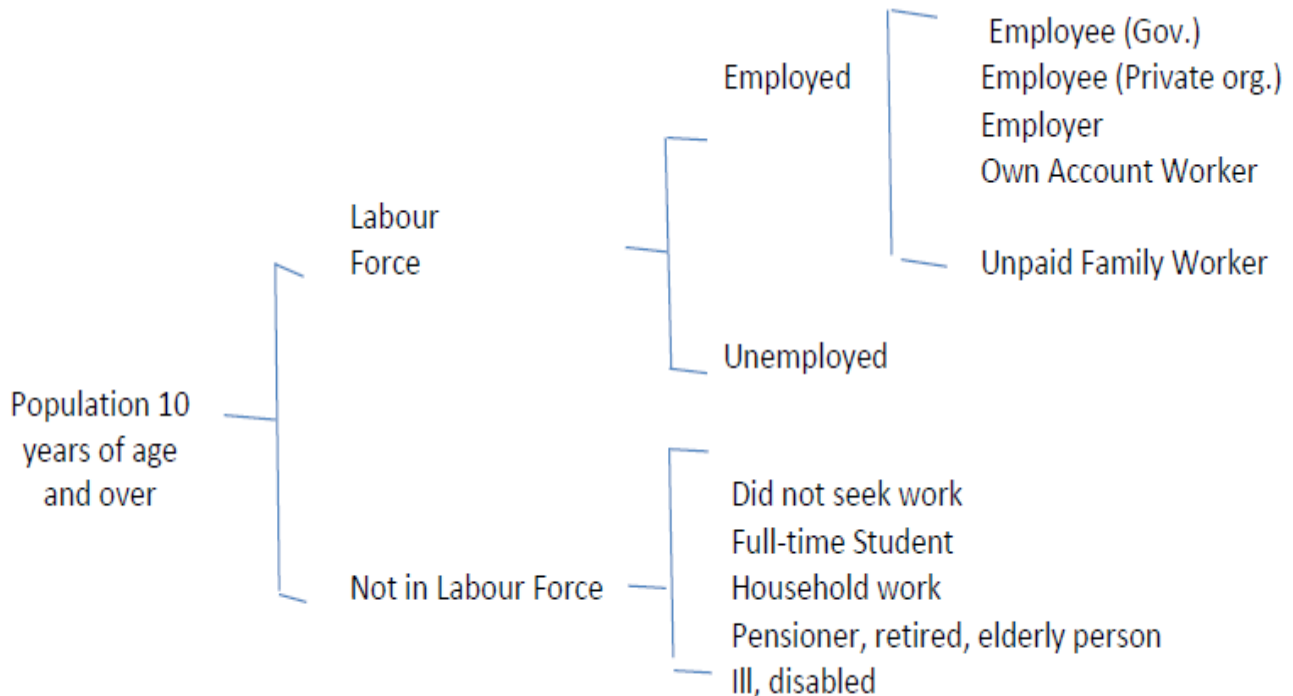 Population 10
years of age
and over
Labour
Force
Not in Labour Force
Employed
Unemployed
Employee (Gov.)
Employee (Private org.)
Employer
Own Account Worker
Unpaid Family Worker
Did not seek work
Full-time Student
Household work
Pensioner, retired, elderly person
Ill, disabled